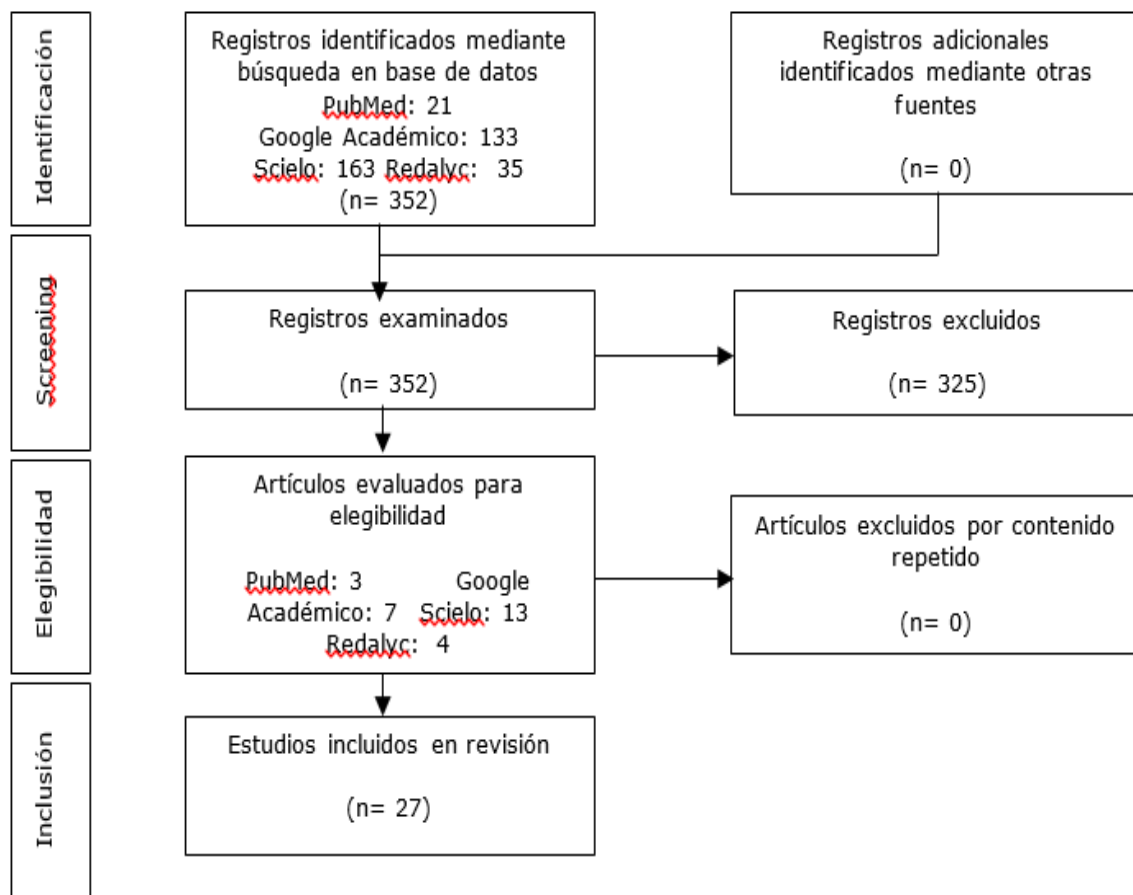 Identificación
Registros identificados mediante
búsqueda en base de datos
PubMed: 21
Google Académico: 133
Scielo: 163 Redalyc: 35
(n= 352)
Registros adicionales
identificados mediante otras
fuentes
(n= 0)
Screening
Registros examinados
(n= 352)
Registros excluidos
(n= 325)
Elegibilidad
Artículos evaluados para
elegibilidad
PubMed: 3 Google
Académico: 7 Scielo: 13
Redalyc: 4
Artículos excluidos por contenido
repetido
(n= 0)
Inclusión
Estudios incluidos en revisión
(n= 27)